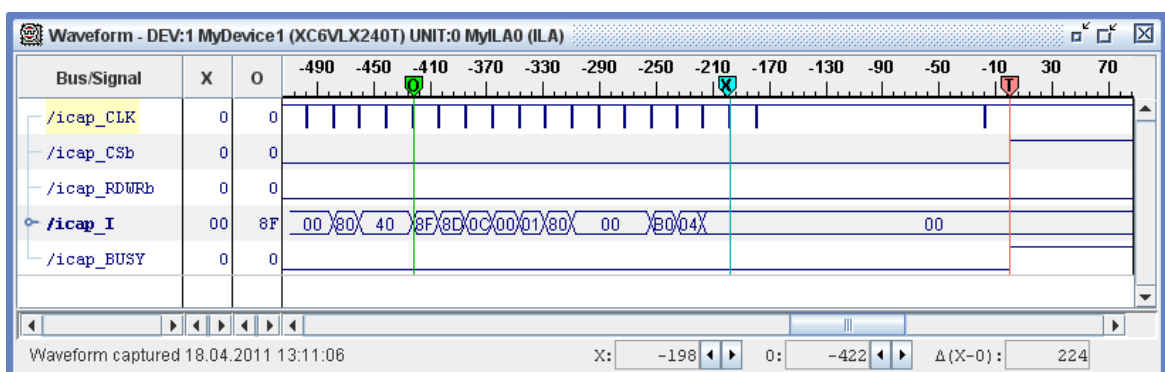 Waveform - DEV:1 MyDevice1 (XC6VLX240T) UNIT:0 MyILA0 (ILA)
Bus/Signal X O -490 -450 -410 -370 -330 -290 -250 -210 -170 -130 -90 -50 -10 30 70
O X T
/icap_CLK 0 0
/icap_CSb 0 0
/icap_RDWRb 0 0
/icap_I 00 8F 00 80 40 8F 8D 0C 00 01 80 00 B0 04 00
/icap_BUSY 0 0
Waveform captured 18.04.2011 13:11:06 X: -198 O: -422 Δ(X-O): 224